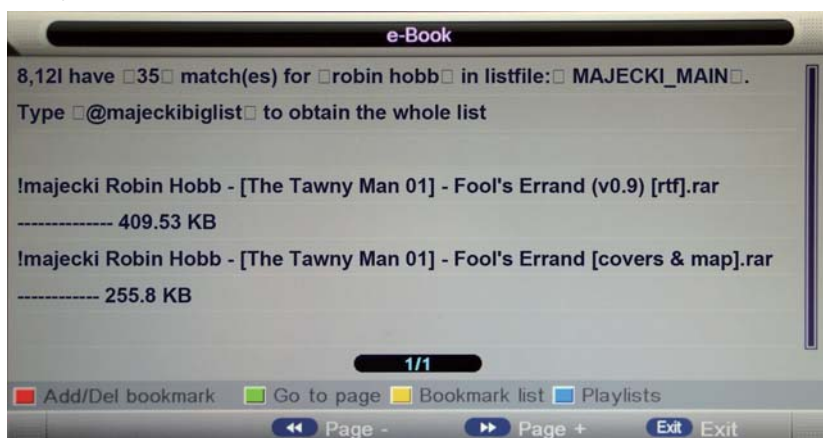 e-Book
8,12I have □35□ match(es) for □robin hobb□ in listfile:□ MAJECKI_MAIN□.
Type □@majeckibiglist□ to obtain the whole list
!majecki Robin Hobb - [The Tawny Man 01] - Fool's Errand (v0.9) [rtf].rar
-------------- 409.53 KB
!majecki Robin Hobb - [The Tawny Man 01] - Fool's Errand [covers & map].rar
------------ 255.8 KB
1/1
Add/Del bookmark Go to page Bookmark list Playlists
Page - Page + Exit Exit